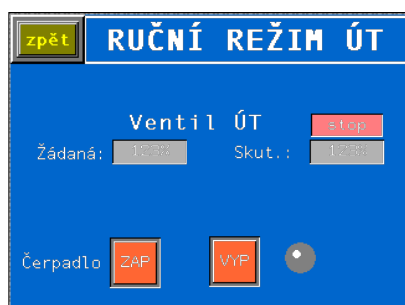 zpět RUČNÍ REŽIM ÚT
Ventil ÚT stop
Žádaná: Skut.:
Čerpadlo ZAP VYP